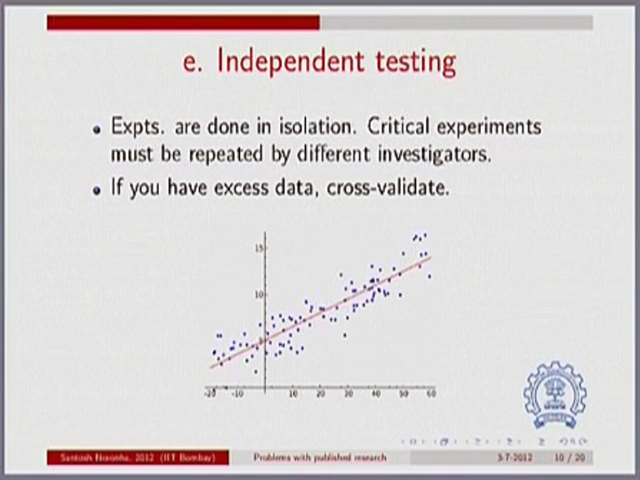 e. Independent testing
Expts. are done in isolation. Critical experiments
must be repeated by different investigators.
If you have excess data, cross-validate.
15
10
-20 -10 10 20 30 40 50 60
Santosh Noronha, 2012 (IIT Bombay) Problems with published research 3-7-2012 10 / 20